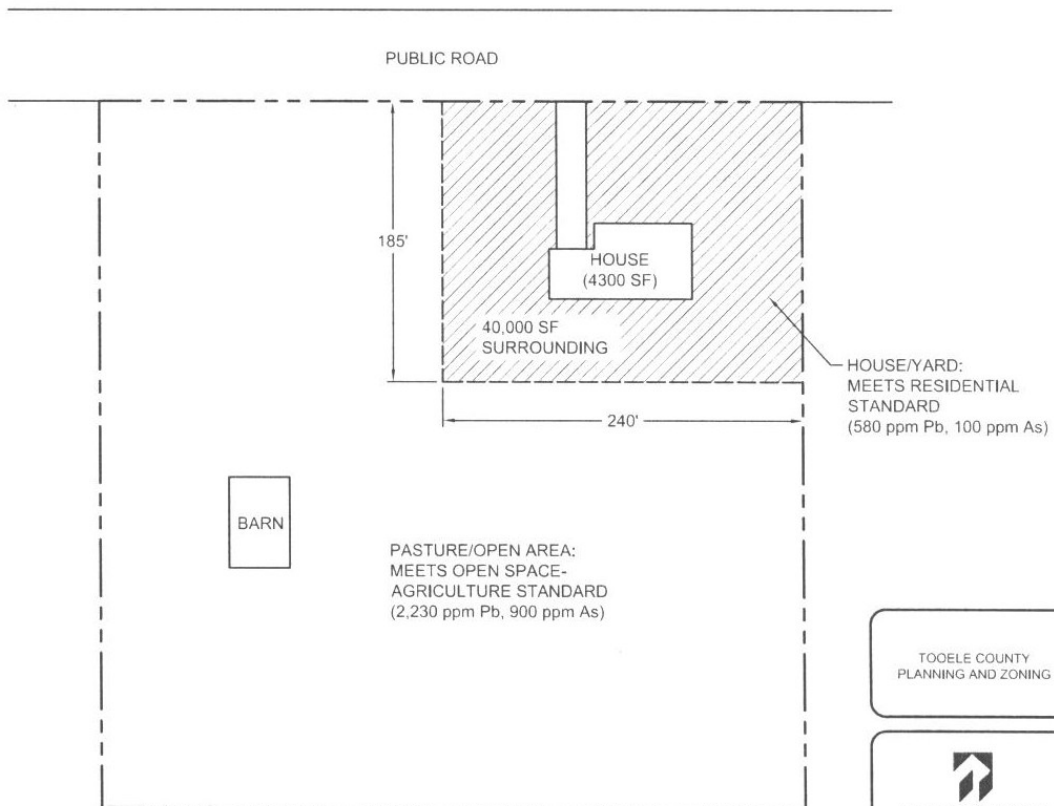 PUBLIC ROAD
185'
HOUSE
(4300 SF)
40,000 SF
SURROUNDING
HOUSE/YARD:
MEETS RESIDENTIAL
STANDARD
(580 ppm Pb, 100 ppm As)
240'
BARN
PASTURE/OPEN AREA:
MEETS OPEN SPACE-
AGRICULTURE STANDARD
(2,230 ppm Pb, 900 ppm As)
TOOELE COUNTY
PLANNING AND ZONING